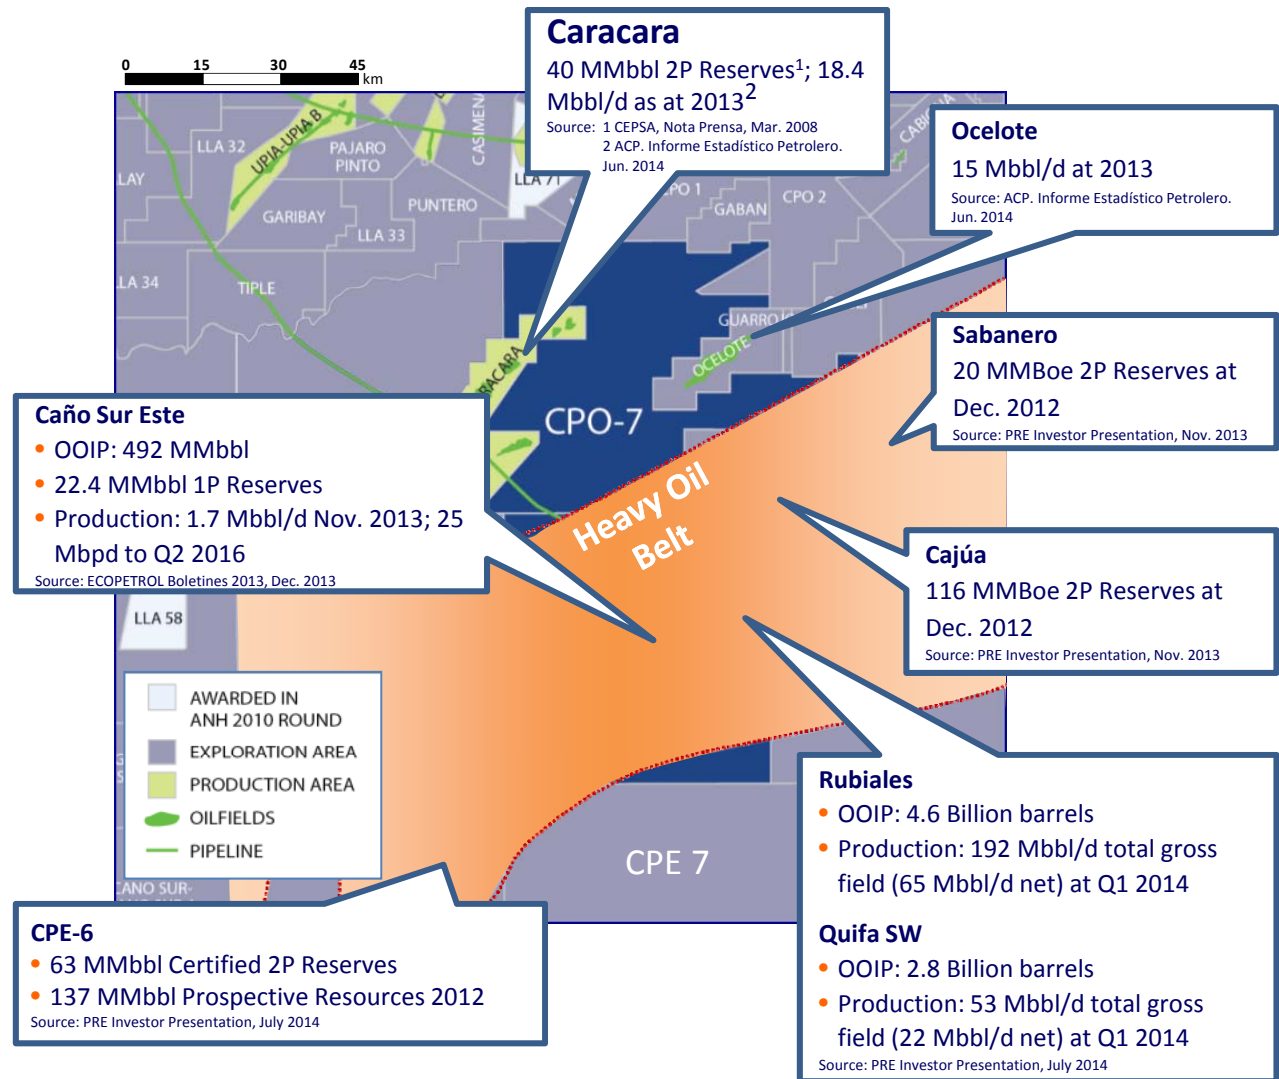 0 15 30 45
km
Caracara
40 MMbbl 2P Reserves1; 18.4
Mbbl/d as at 20132
Source: 1 CEPSA, Nota Prensa, Mar. 2008
2 ACP. Informe Estadístico Petrolero.
Jun. 2014
Ocelote
15 Mbbl/d at 2013
Source: ACP. Informe Estadístico Petrolero.
Jun. 2014
LLA 32
UPIA-UPIA B
PAJARO
PINTO
CASIMENA
LLA 71
CABIONA
GARIBAY
PUNTERO
LLA 33
CPO 1
GABAN
CPO 2
LLA 34
TIPLE
GUARRO
OCELOTE
CPO-7
Sabanero
20 MMBoe 2P Reserves at
Dec. 2012
Source: PRE Investor Presentation, Nov. 2013
Caño Sur Este
• OOIP: 492 MMbbl
• 22.4 MMbbl 1P Reserves
• Production: 1.7 Mbbl/d Nov. 2013; 25
Mbpd to Q2 2016
Source: ECOPETROL Boletines 2013, Dec. 2013
Heavy Oil
Belt
Cajúa
116 MMBoe 2P Reserves at
Dec. 2012
Source: PRE Investor Presentation, Nov. 2013
LLA 58
AWARDED IN
ANH 2010 ROUND
EXPLORATION AREA
PRODUCTION AREA
OILFIELDS
PIPELINE
CANO SUR-
CPE 7
Rubiales
• OOIP: 4.6 Billion barrels
• Production: 192 Mbbl/d total gross
field (65 Mbbl/d net) at Q1 2014
Quifa SW
• OOIP: 2.8 Billion barrels
• Production: 53 Mbbl/d total gross
field (22 Mbbl/d net) at Q1 2014
Source: PRE Investor Presentation, July 2014
CPE-6
• 63 MMbbl Certified 2P Reserves
• 137 MMbbl Prospective Resources 2012
Source: PRE Investor Presentation, July 2014